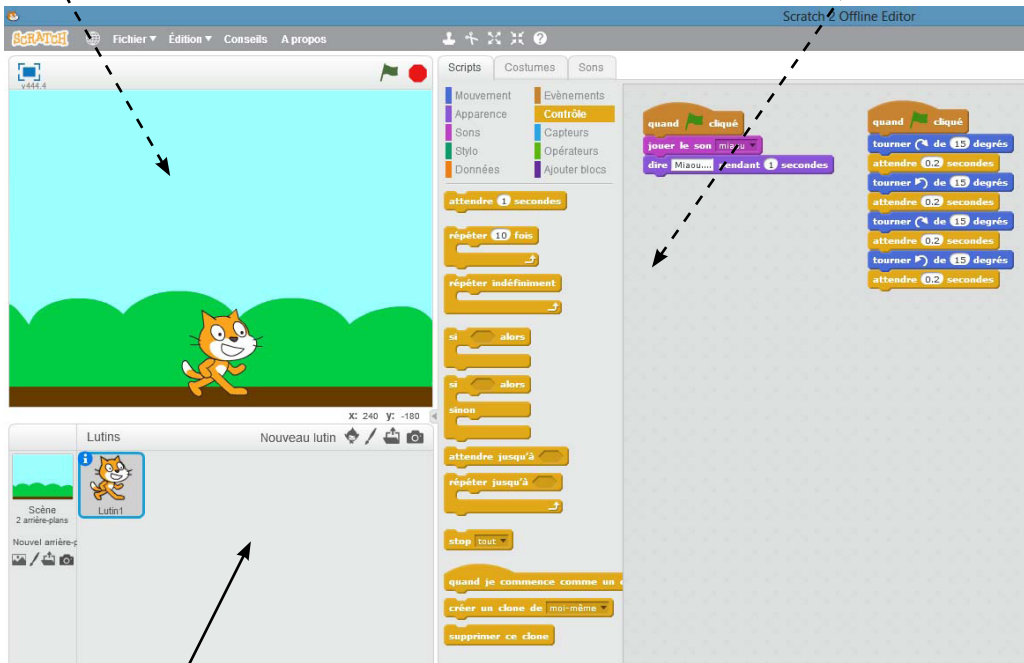 Scratch 2 Offline Editor
SCRATCH Fichier Édition Conseils A propos
v444.4
X: 240 y: -180
Lutins Nouveau lutin
Scène
2 arrière-plans
Lutin1
Nouvel arrière-p
Scripts Costumes Sons
Mouvement Evènements
Apparence Contrôle
Sons Capteurs
Stylo Opérateurs
Données Ajouter blocs
attendre 1 secondes
répéter 10 fois
répéter indéfiniment
si alors
si alors
sinon
attendre jusqu'à
répéter jusqu'à
stop tout
quand je commence comme un
créer un clone de moi-même
supprimer ce clone
quand cliqué
jouer le son miaou
dire Miaou.... pendant 1 secondes
quand cliqué
tourner de 15 degrés
attendre 0.2 secondes
tourner de 15 degrés
attendre 0.2 secondes
tourner de 15 degrés
attendre 0.2 secondes
tourner de 15 degrés
attendre 0.2 secondes